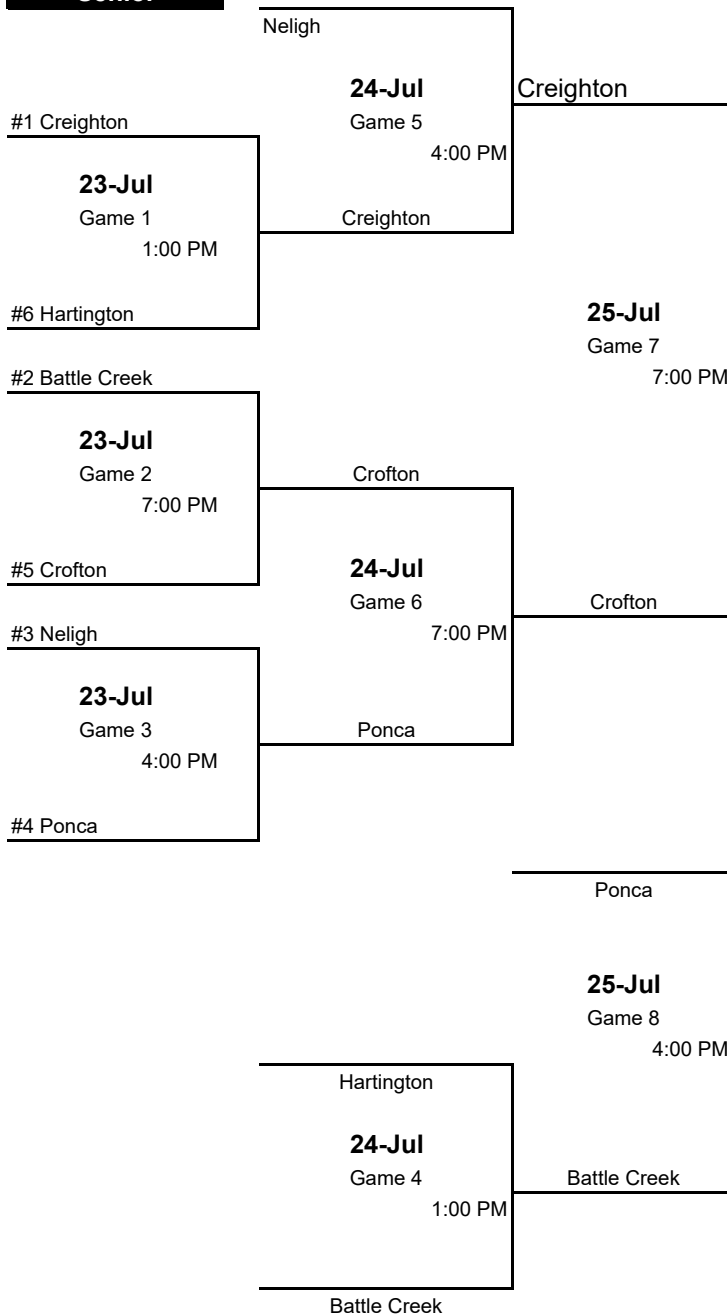 Neligh
24-Jul
Creighton
#1 Creighton
Game 5
4:00 PM
23-Jul
Game 1
Creighton
1:00 PM
#6 Hartington
25-Jul
Game 7
#2 Battle Creek
7:00 PM
23-Jul
Game 2
Crofton
7:00 PM
#5 Crofton
24-Jul
Game 6
Crofton
#3 Neligh
7:00 PM
23-Jul
Game 3
Ponca
4:00 PM
#4 Ponca
Ponca
25-Jul
Game 8
4:00 PM
Hartington
24-Jul
Game 4
Battle Creek
1:00 PM
Battle Creek